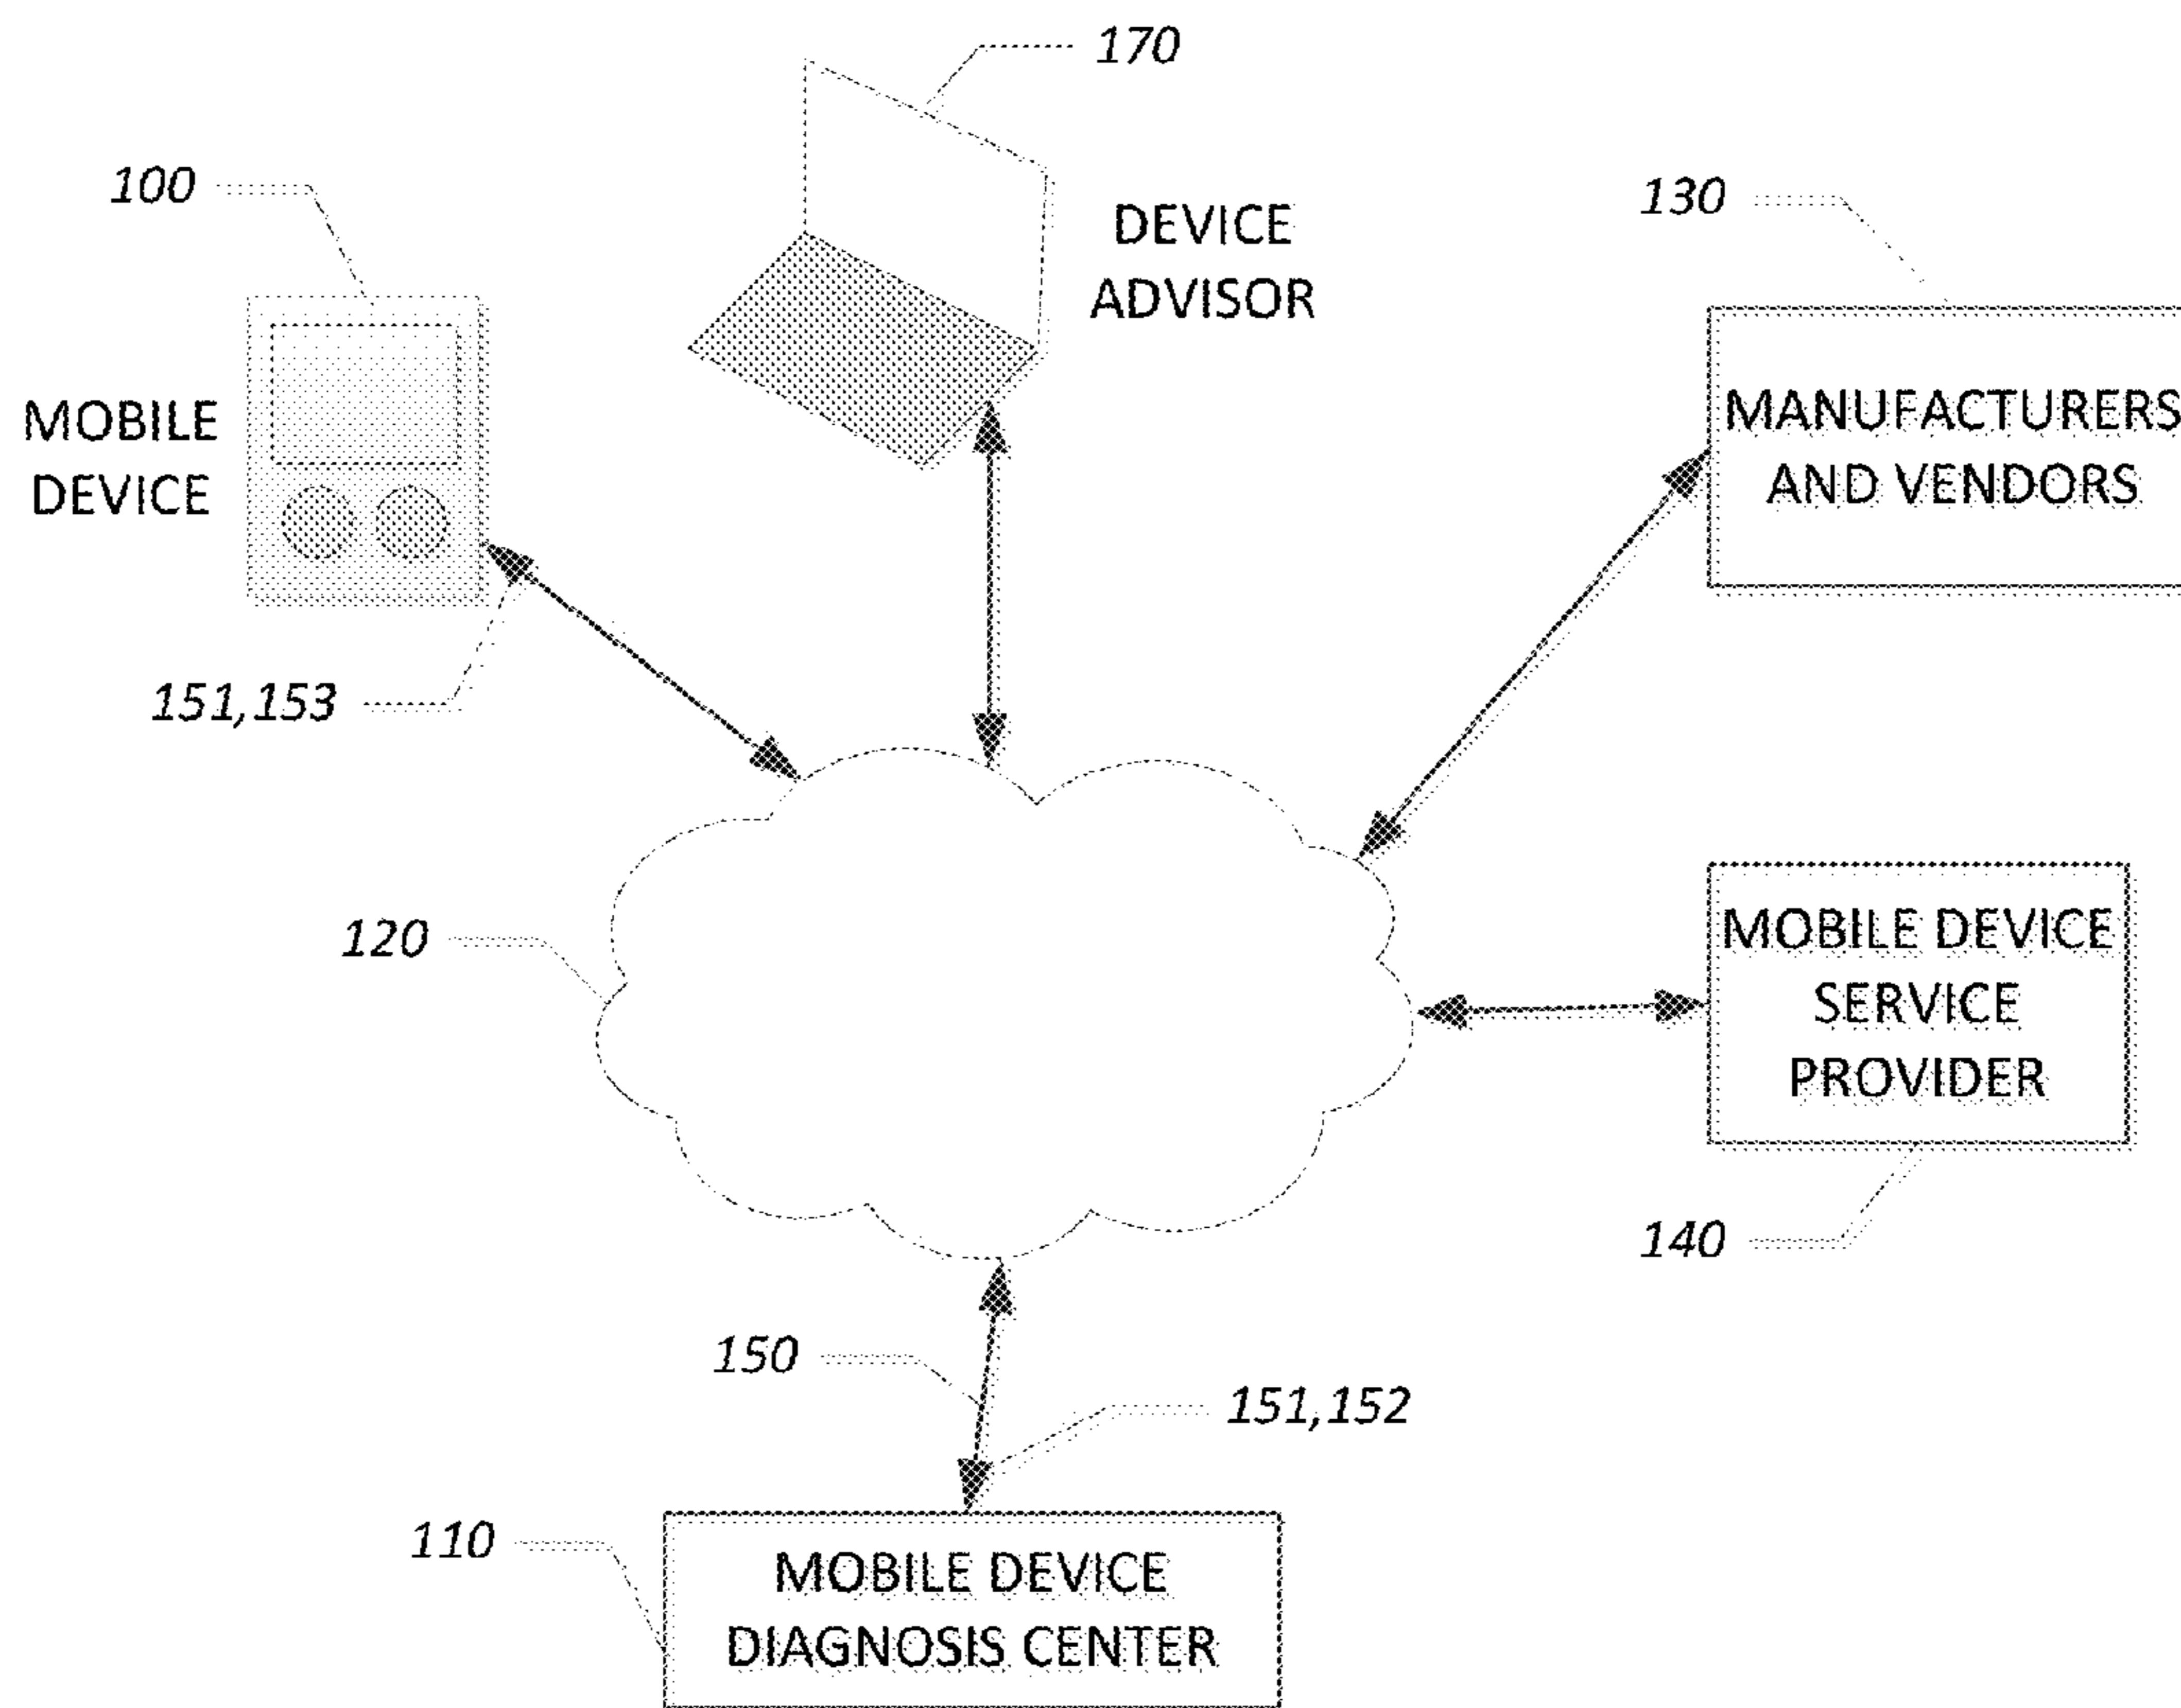 170
100
DEVICE
ADVISOR
130
MOBILE
DEVICE
MANUFACTURERS
AND VENDORS
151,153
120
MOBILE DEVICE
SERVICE
PROVIDER
140
150
151,152
110
MOBILE DEVICE
DIAGNOSIS CENTER